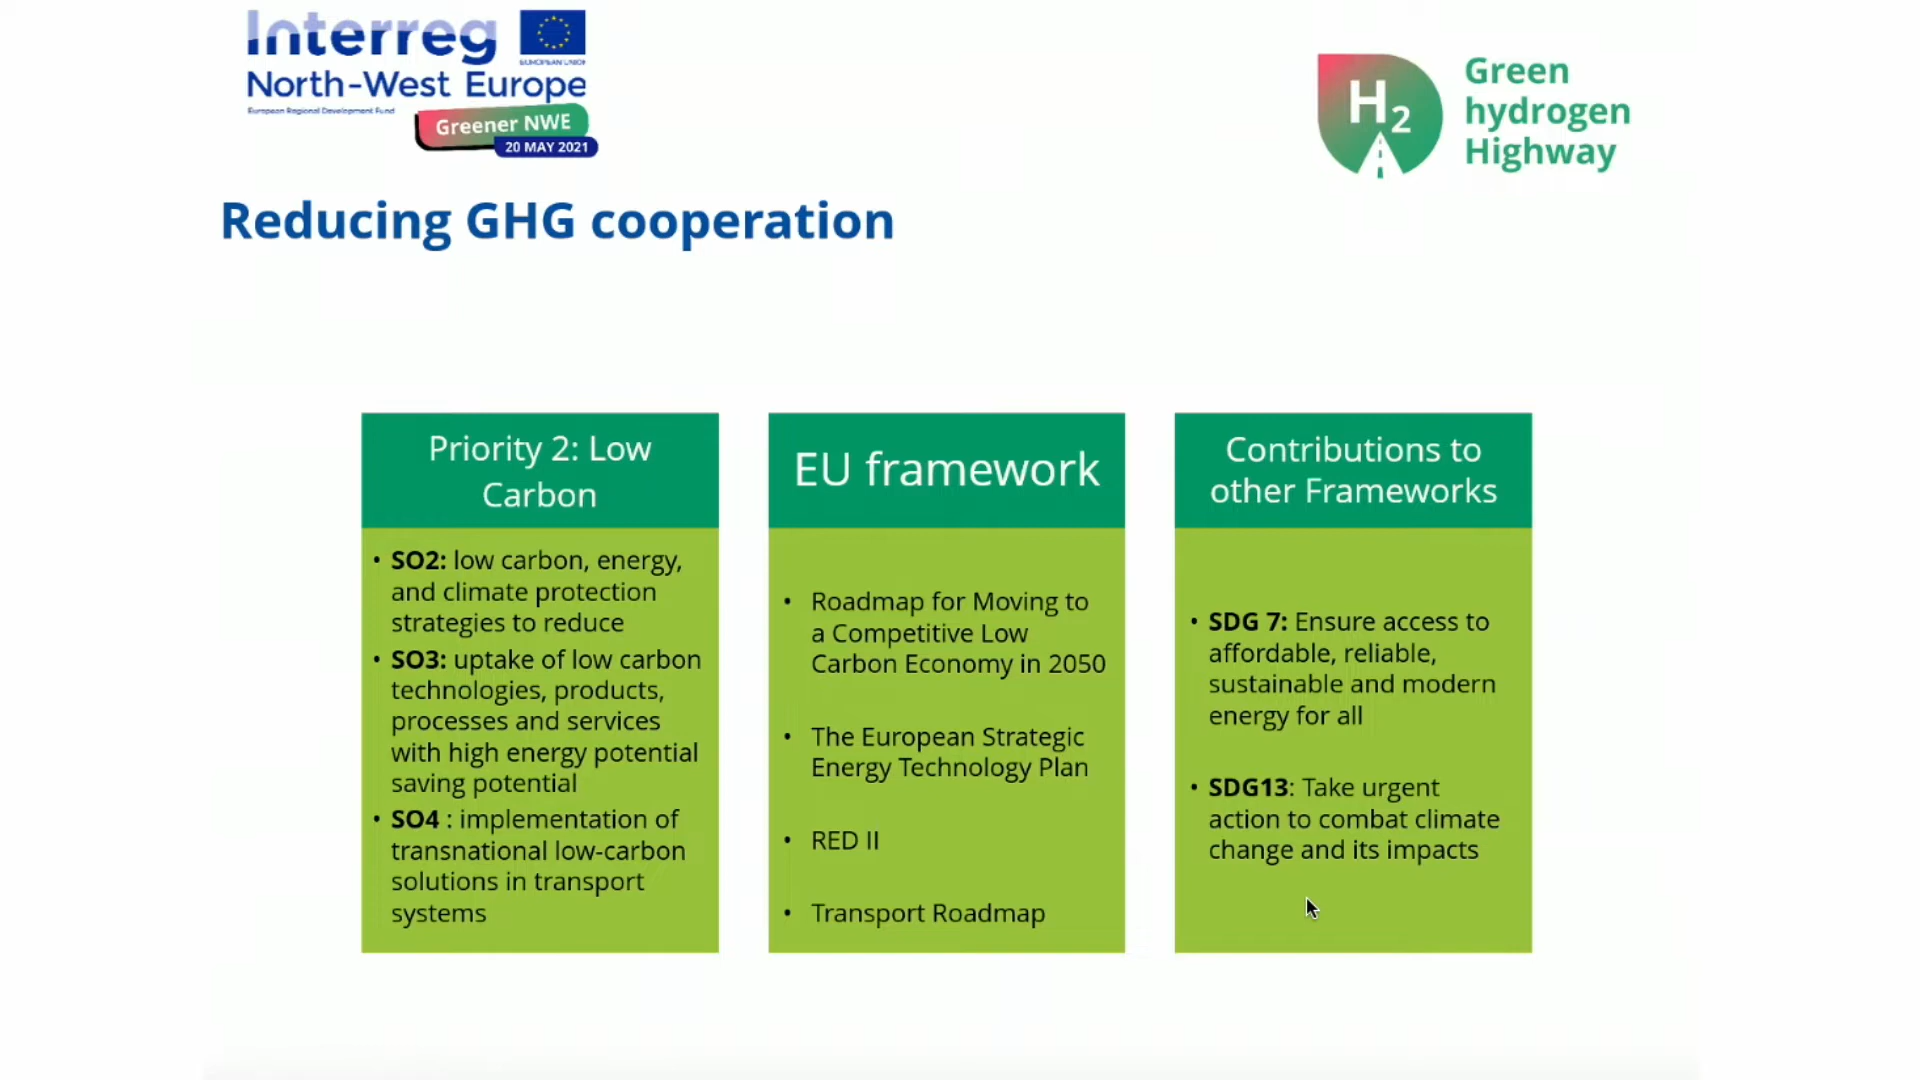 Interreg
EUROPEAN UNION
North-West Europe
European Regional Development Fund
Greener NWE
20 MAY 2021
H2
Green
hydrogen
Highway
Reducing GHG cooperation
Priority 2: Low
Carbon
• SO2: low carbon, energy,
and climate protection
strategies to reduce
• SO3: uptake of low carbon
technologies, products,
processes and services
with high energy potential
saving potential
• SO4 : implementation of
transnational low-carbon
solutions in transport
systems
EU framework
• Roadmap for Moving to
a Competitive Low
Carbon Economy in 2050
• The European Strategic
Energy Technology Plan
• RED II
• Transport Roadmap
Contributions to
other Frameworks
• SDG 7: Ensure access to
affordable, reliable,
sustainable and modern
energy for all
• SDG13: Take urgent
action to combat climate
change and its impacts